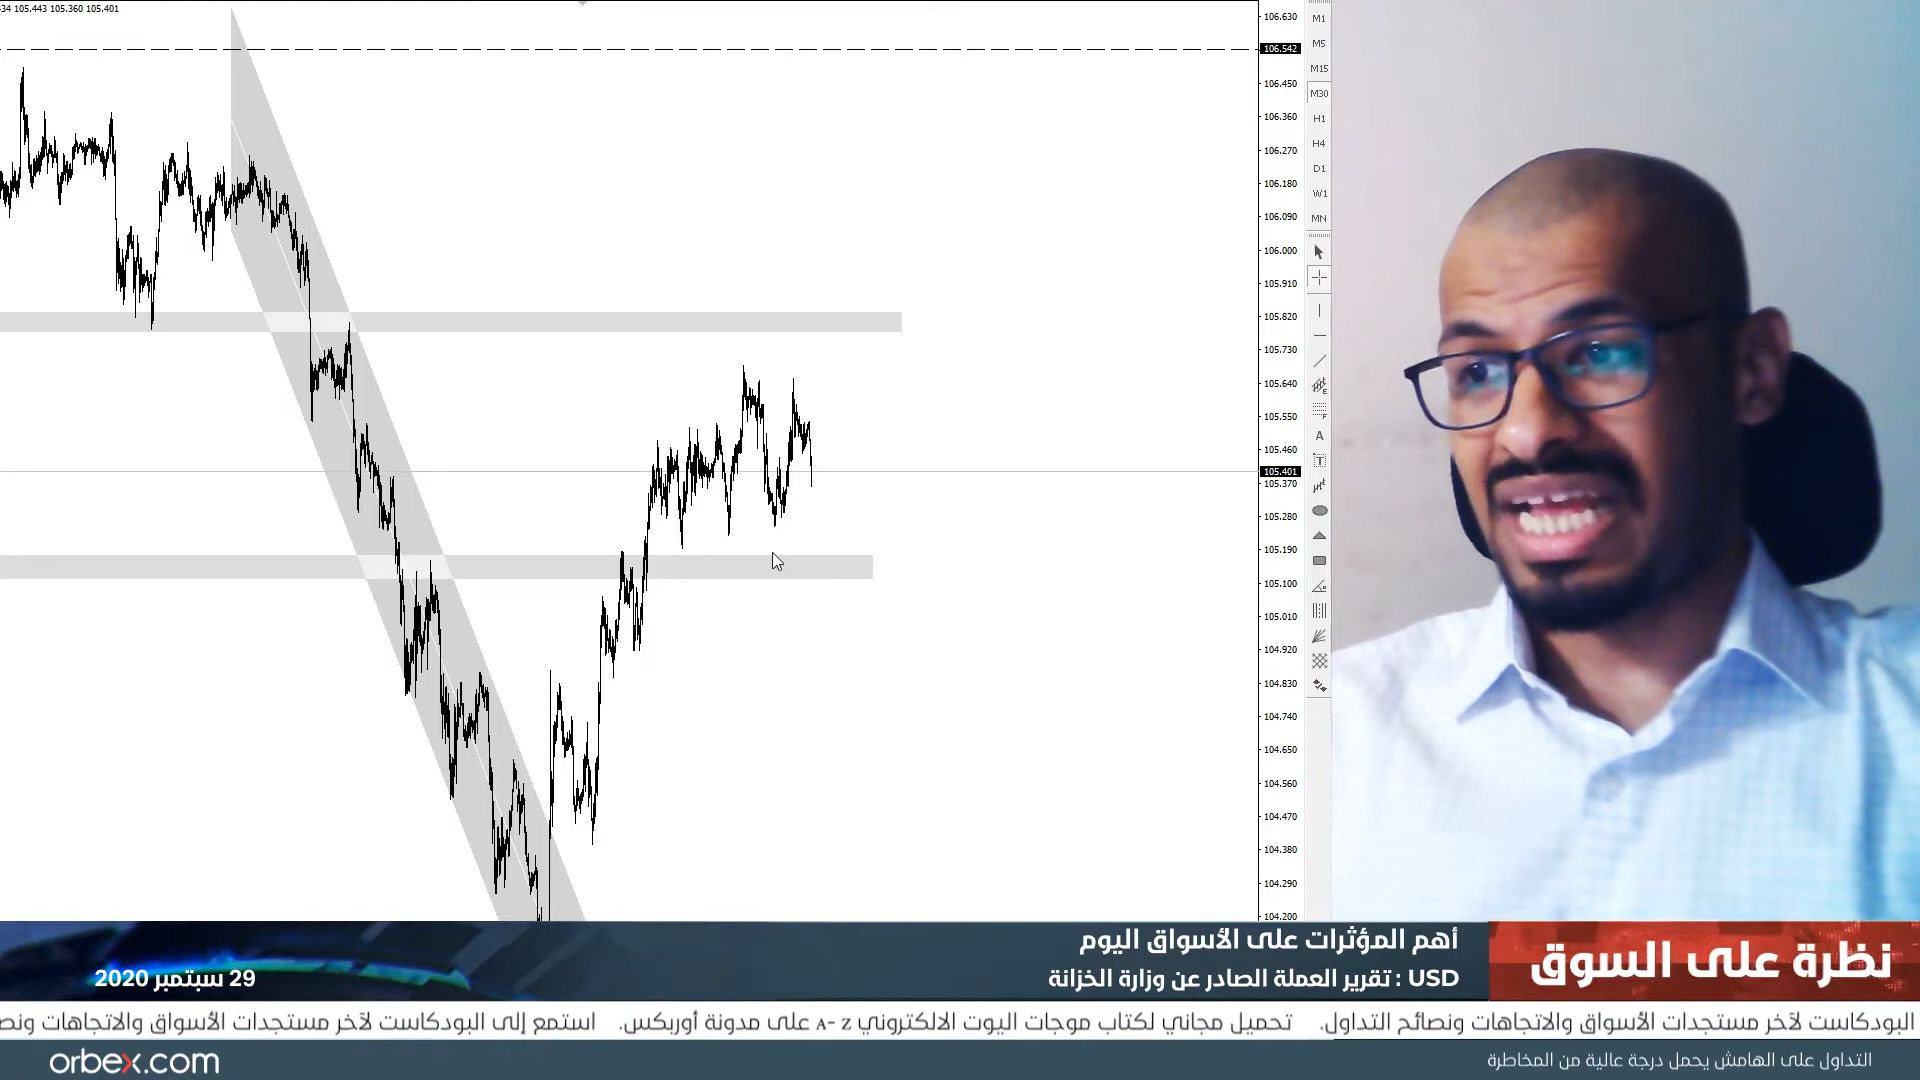 34 105.443 105.360 105.401
106.630
106.542
106.450
106.360
106.270
106.180
106.090
106.000
105.910
105.820
105.730
105.640
105.550
105.460
105.401
105.370
105.280
105.190
105.100
105.010
104.920
104.830
104.740
104.650
104.560
104.470
104.380
104.290
104.200
M1
M5
M15
M30
H1
H4
D1
W1
MN
E
F
A
T
نظرة على السوق
أهم المؤثرات على الأسواق اليوم
USD : تقرير العملة الصادر عن وزارة الخزانة
29 سبتمبر 2020
البودكاست لآخر مستجدات الأسواق والاتجاهات ونصائح التداول. تحميل مجاني لكتاب موجات اليوت الالكتروني A- Z على مدونة أوربكس. استمع إلى البودكاست لآخر مستجدات الأسواق والاتجاهات ونصا
التداول على الهامش يحمل درجة عالية من المخاطرة
orbex.com